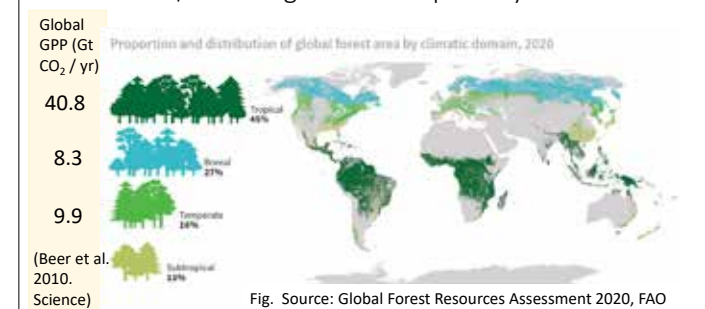 Global
GPP (Gt
CO₂ / yr)
40.8
8.3
9.9
(Beer et al.
2010.
Science)
Proportion and distribution of global forest area by climatic domain, 2020
Tropical
45%
Boreal
27%
Temperate
16%
Subtropical
11%
Fig. Source: Global Forest Resources Assessment 2020, FAO